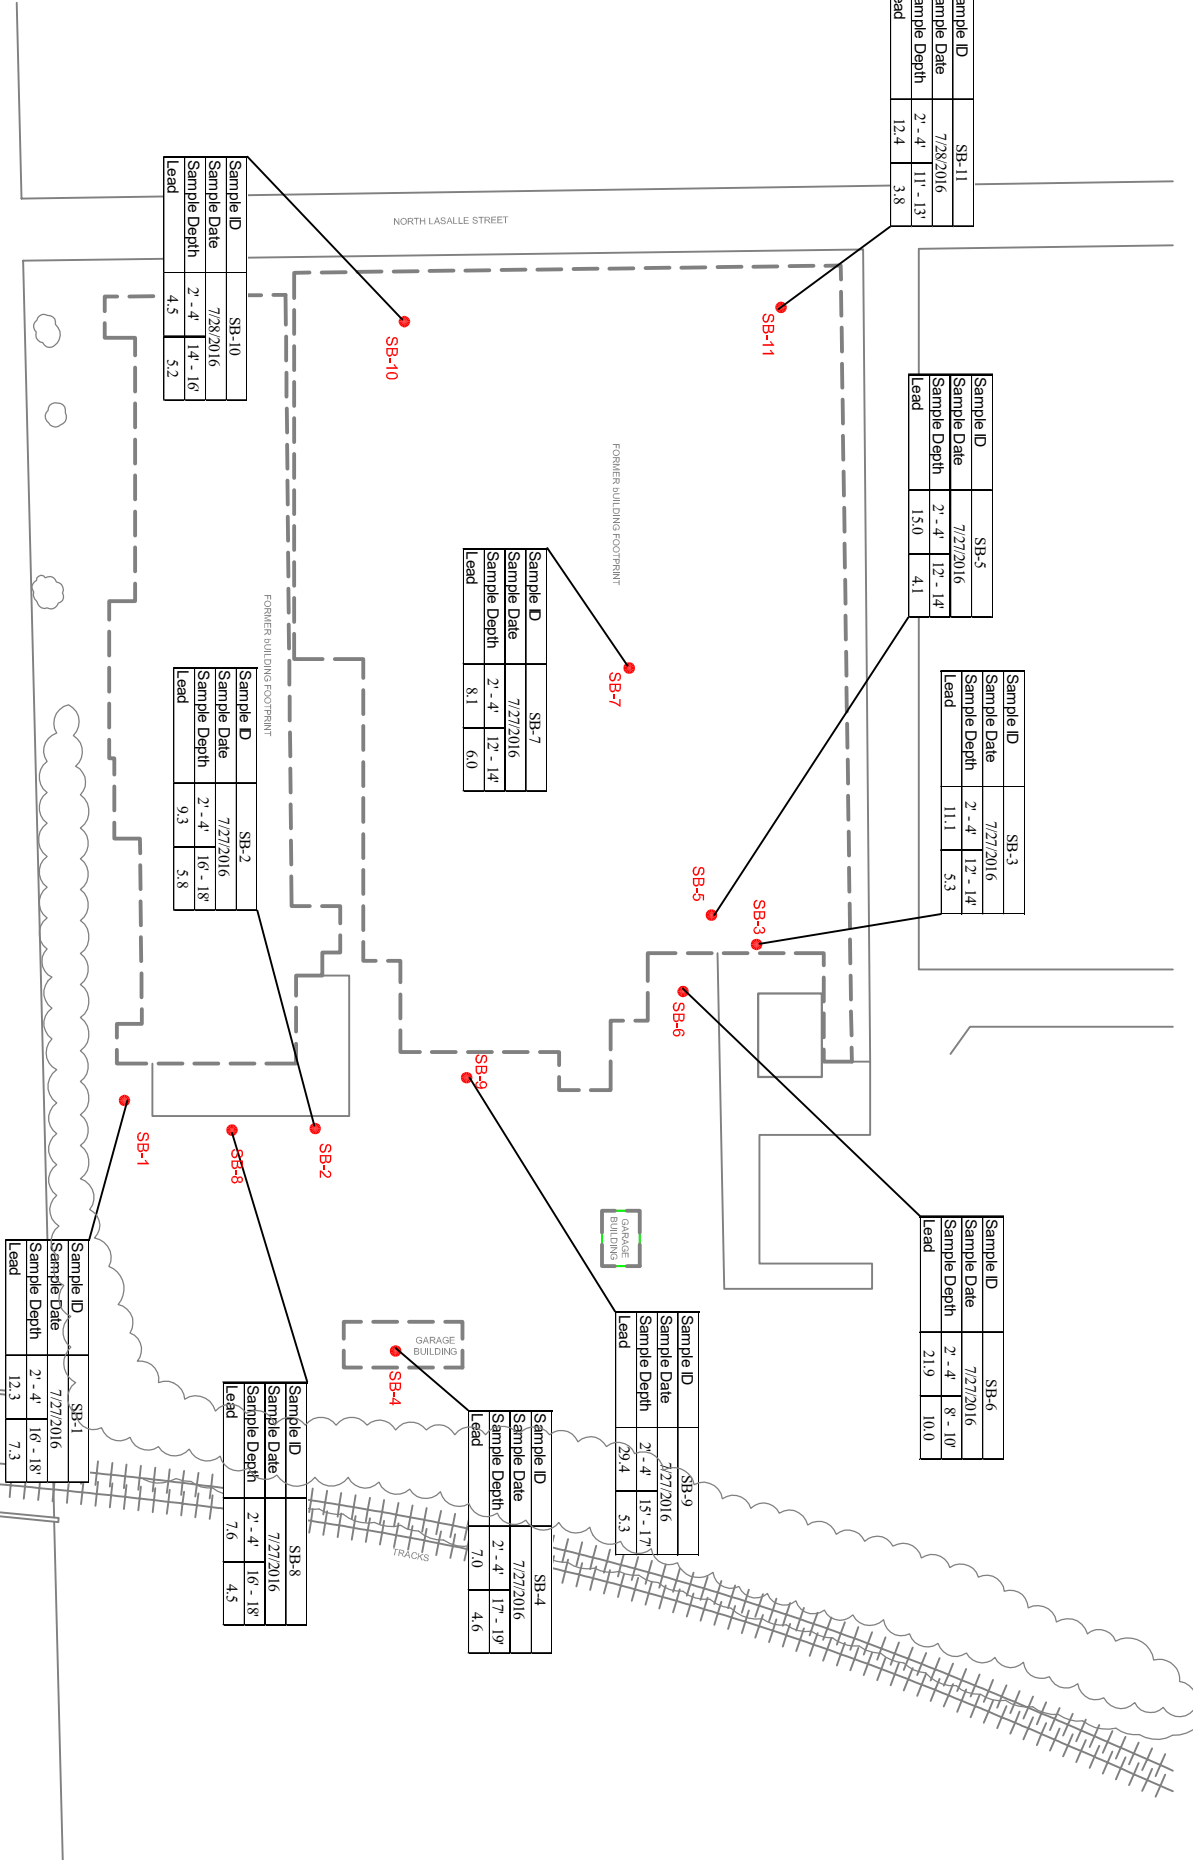 Sample ID SB-11
Sample Date 7/28/2016
Sample Depth 2' - 4' 11' - 13'
Lead 12.4 3.8
SB-11
Sample ID SB-5
Sample Date 7/27/2016
Sample Depth 2' - 4' 12' - 14'
Lead 15.0 4.1
SB-5
Sample ID SB-3
Sample Date 7/27/2016
Sample Depth 2' - 4' 12' - 14'
Lead 11.1 5.3
SB-3
Sample ID SB-6
Sample Date 7/27/2016
Sample Depth 2' - 4' 8' - 10'
Lead 21.9 10.0
SB-6
NORTH LASALLE STREET
FORMER bUILDING FOOTPRINT
Sample ID SB-7
Sample Date 7/27/2016
Sample Depth 2' - 4' 12' - 14'
Lead 8.1 6.0
SB-7
GARAGE
BUILDING
Sample ID SB-9
Sample Date 7/27/2016
Sample Depth 2' - 4' 15' - 17'
Lead 29.4 5.3
SB-9
GARAGE
BUILDING
Sample ID SB-4
Sample Date 7/27/2016
Sample Depth 2' - 4' 17' - 19'
Lead 7.0 4.6
SB-4
TRACKS
Sample ID SB-10
Sample Date 7/28/2016
Sample Depth 2' - 4' 14' - 16'
Lead 4.5 5.2
SB-10
FORMER bUILDING FOOTPRINT
Sample ID SB-2
Sample Date 7/27/2016
Sample Depth 2' - 4' 16' - 18'
Lead 9.3 5.8
SB-2
Sample ID SB-8
Sample Date 7/27/2016
Sample Depth 2' - 4' 16' - 18'
Lead 7.6 4.5
SB-8
Sample ID SB-1
Sample Date 7/27/2016
Sample Depth 2' - 4' 16' - 18'
Lead 12.3 7.3
SB-1